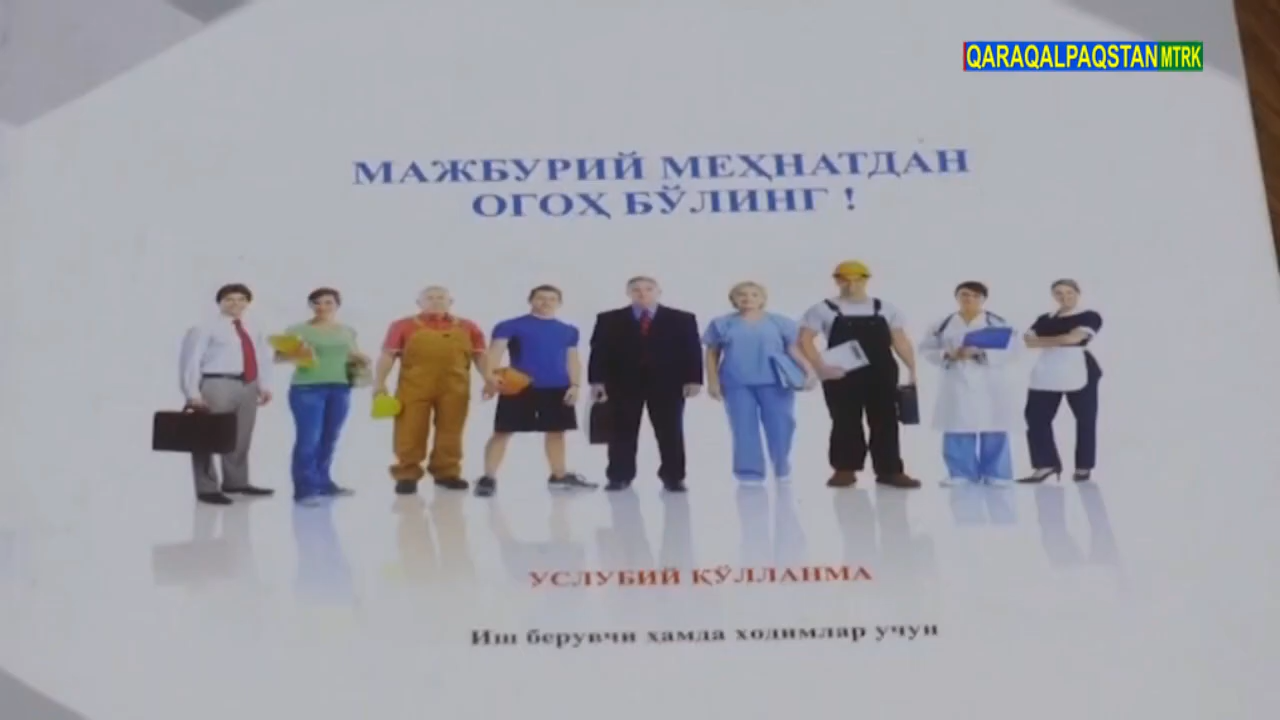 QARAQALPAQSTAN MTRK
МАЖБУРИЙ МЕҲНАТДАН
ОГОҲ БЎЛИНГ !
УСЛУБИЙ ҚЎЛЛАНМА
Иш берувчи ҳамда ходимлар учун